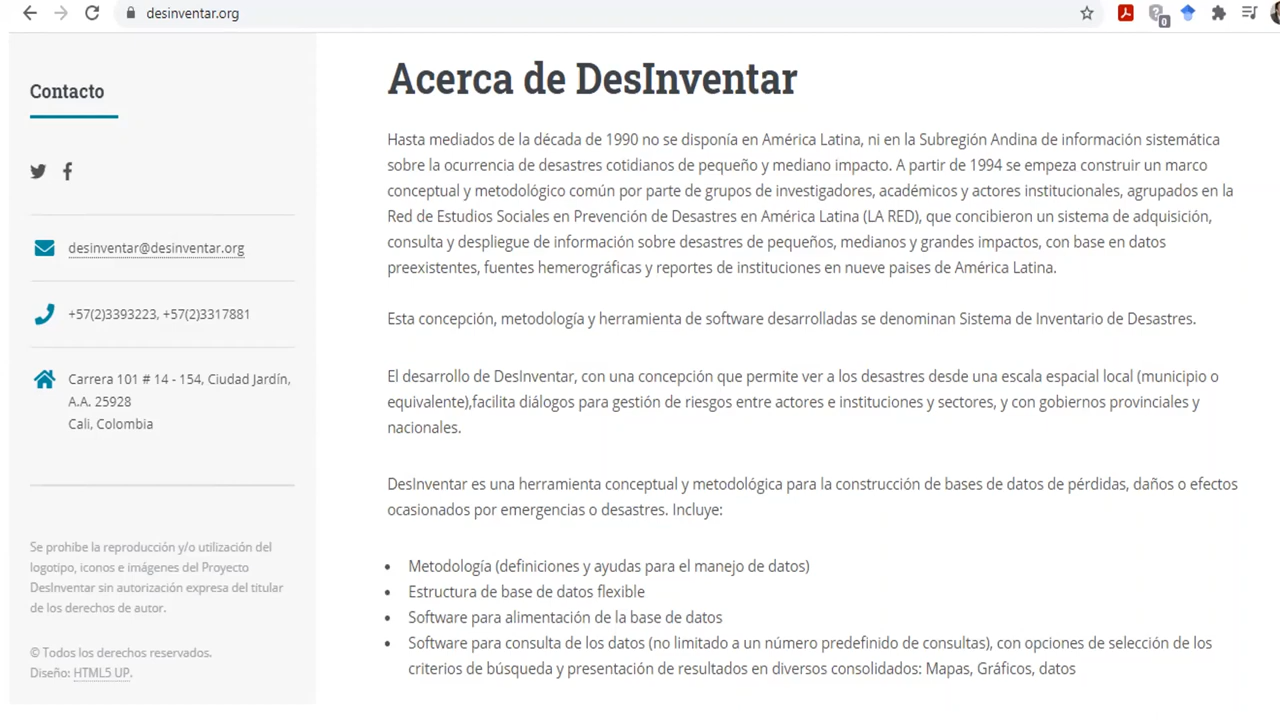 desinventar.org
0
Contacto
desinventar@desinventar.org
+57(2)3393223, +57(2)3317881
Carrera 101 # 14 - 154, Ciudad Jardín,
A.A. 25928
Cali, Colombia
Se prohibe la reproducción y/o utilización del
logotipo, iconos e imágenes del Proyecto
DesInventar sin autorización expresa del titular
de los derechos de autor.
© Todos los derechos reservados.
Diseño: HTML5 UP.
Acerca de DesInventar
Hasta mediados de la década de 1990 no se disponía en América Latina, ni en la Subregión Andina de información sistemática
sobre la ocurrencia de desastres cotidianos de pequeño y mediano impacto. A partir de 1994 se empeza construir un marco
conceptual y metodológico común por parte de grupos de investigadores, académicos y actores institucionales, agrupados en la
Red de Estudios Sociales en Prevención de Desastres en América Latina (LA RED), que concibieron un sistema de adquisición,
consulta y despliegue de información sobre desastres de pequeños, medianos y grandes impactos, con base en datos
preexistentes, fuentes hemerográficas y reportes de instituciones en nueve paises de América Latina.
Esta concepción, metodología y herramienta de software desarrolladas se denominan Sistema de Inventario de Desastres.
El desarrollo de DesInventar, con una concepción que permite ver a los desastres desde una escala espacial local (municipio o
equivalente),facilita diálogos para gestión de riesgos entre actores e instituciones y sectores, y con gobiernos provinciales y
nacionales.
DesInventar es una herramienta conceptual y metodológica para la construcción de bases de datos de pérdidas, daños o efectos
ocasionados por emergencias o desastres. Incluye:
• Metodología (definiciones y ayudas para el manejo de datos)
• Estructura de base de datos flexible
• Software para alimentación de la base de datos
• Software para consulta de los datos (no limitado a un número predefinido de consultas), con opciones de selección de los
criterios de búsqueda y presentación de resultados en diversos consolidados: Mapas, Gráficos, datos